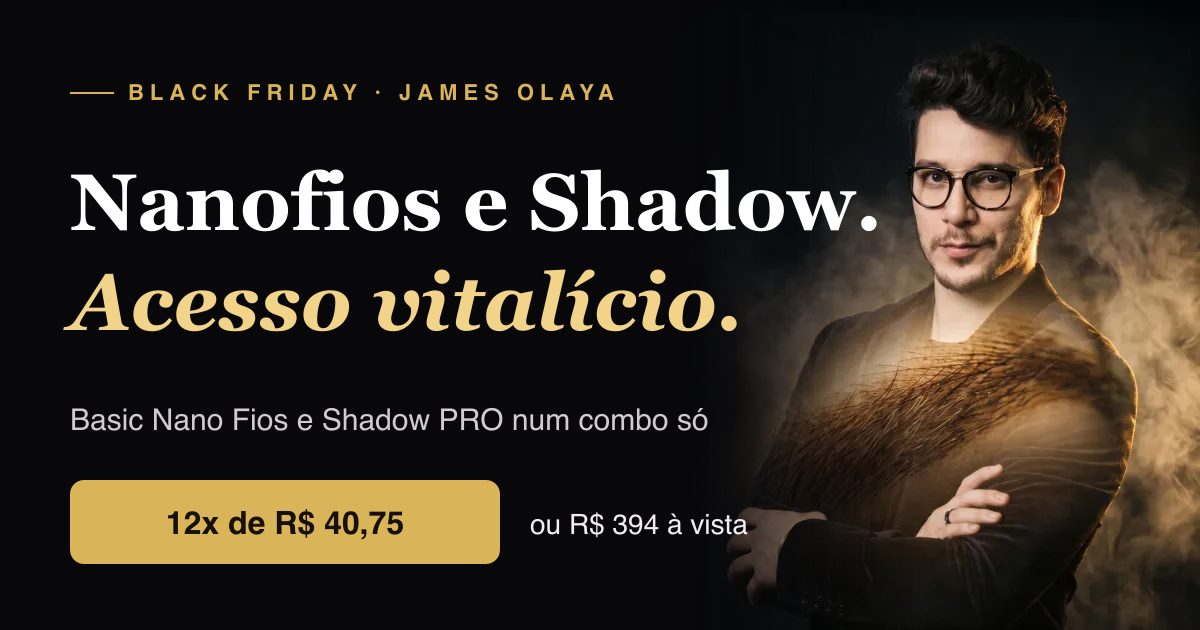 BLACK FRIDAY · JAMES OLAYA
Nanofios e Shadow.
Acesso vitalício.
Basic Nano Fios e Shadow PRO num combo só
12x de R$ 40,75
ou R$ 394 à vista